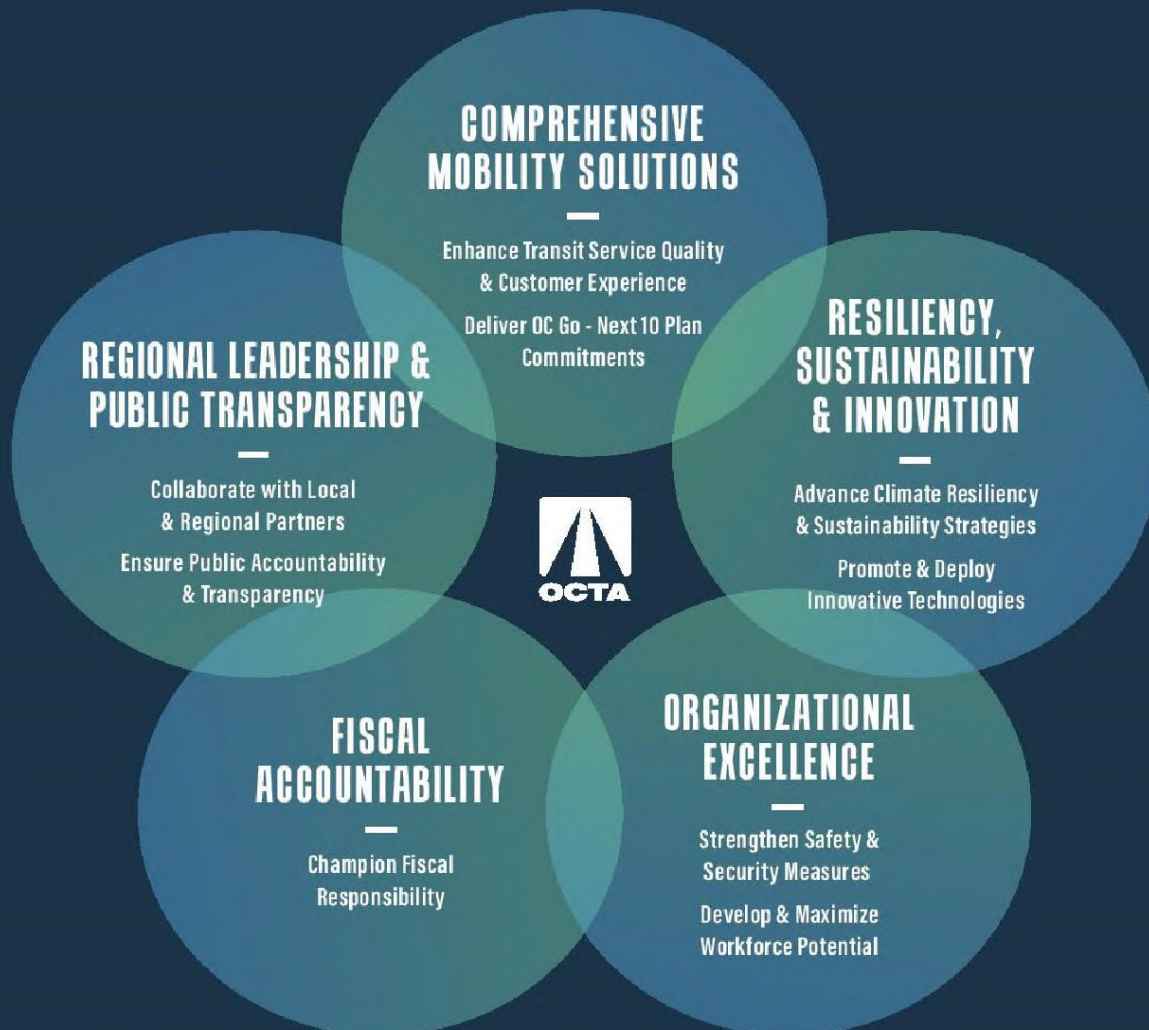 COMPREHENSIVE
MOBILITY SOLUTIONS
Enhance Transit Service Quality
& Customer Experience
Deliver OC Go - Next 10 Plan
Commitments
RESILIENCY,
SUSTAINABILITY
& INNOVATION
Advance Climate Resiliency
& Sustainability Strategies
Promote & Deploy
Innovative Technologies
REGIONAL LEADERSHIP &
PUBLIC TRANSPARENCY
Collaborate with Local
& Regional Partners
Ensure Public Accountability
& Transparency
OCTA
FISCAL
ACCOUNTABILITY
Champion Fiscal
Responsibility
ORGANIZATIONAL
EXCELLENCE
Strengthen Safety &
Security Measures
Develop & Maximize
Workforce Potential